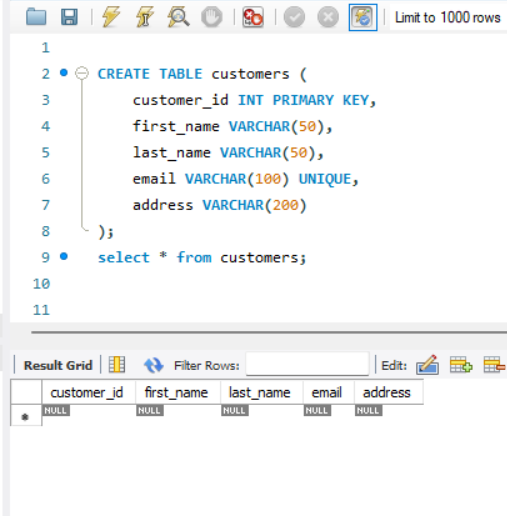 Limit to 1000 rows
1
2 CREATE TABLE customers (
3 customer_id INT PRIMARY KEY,
4 first_name VARCHAR(50),
5 last_name VARCHAR(50),
6 email VARCHAR(100) UNIQUE,
7 address VARCHAR(200)
8 );
9 select * from customers;
10
11
Result Grid Filter Rows: Edit:
customer_id first_name last_name email address
* NULL NULL NULL NULL NULL